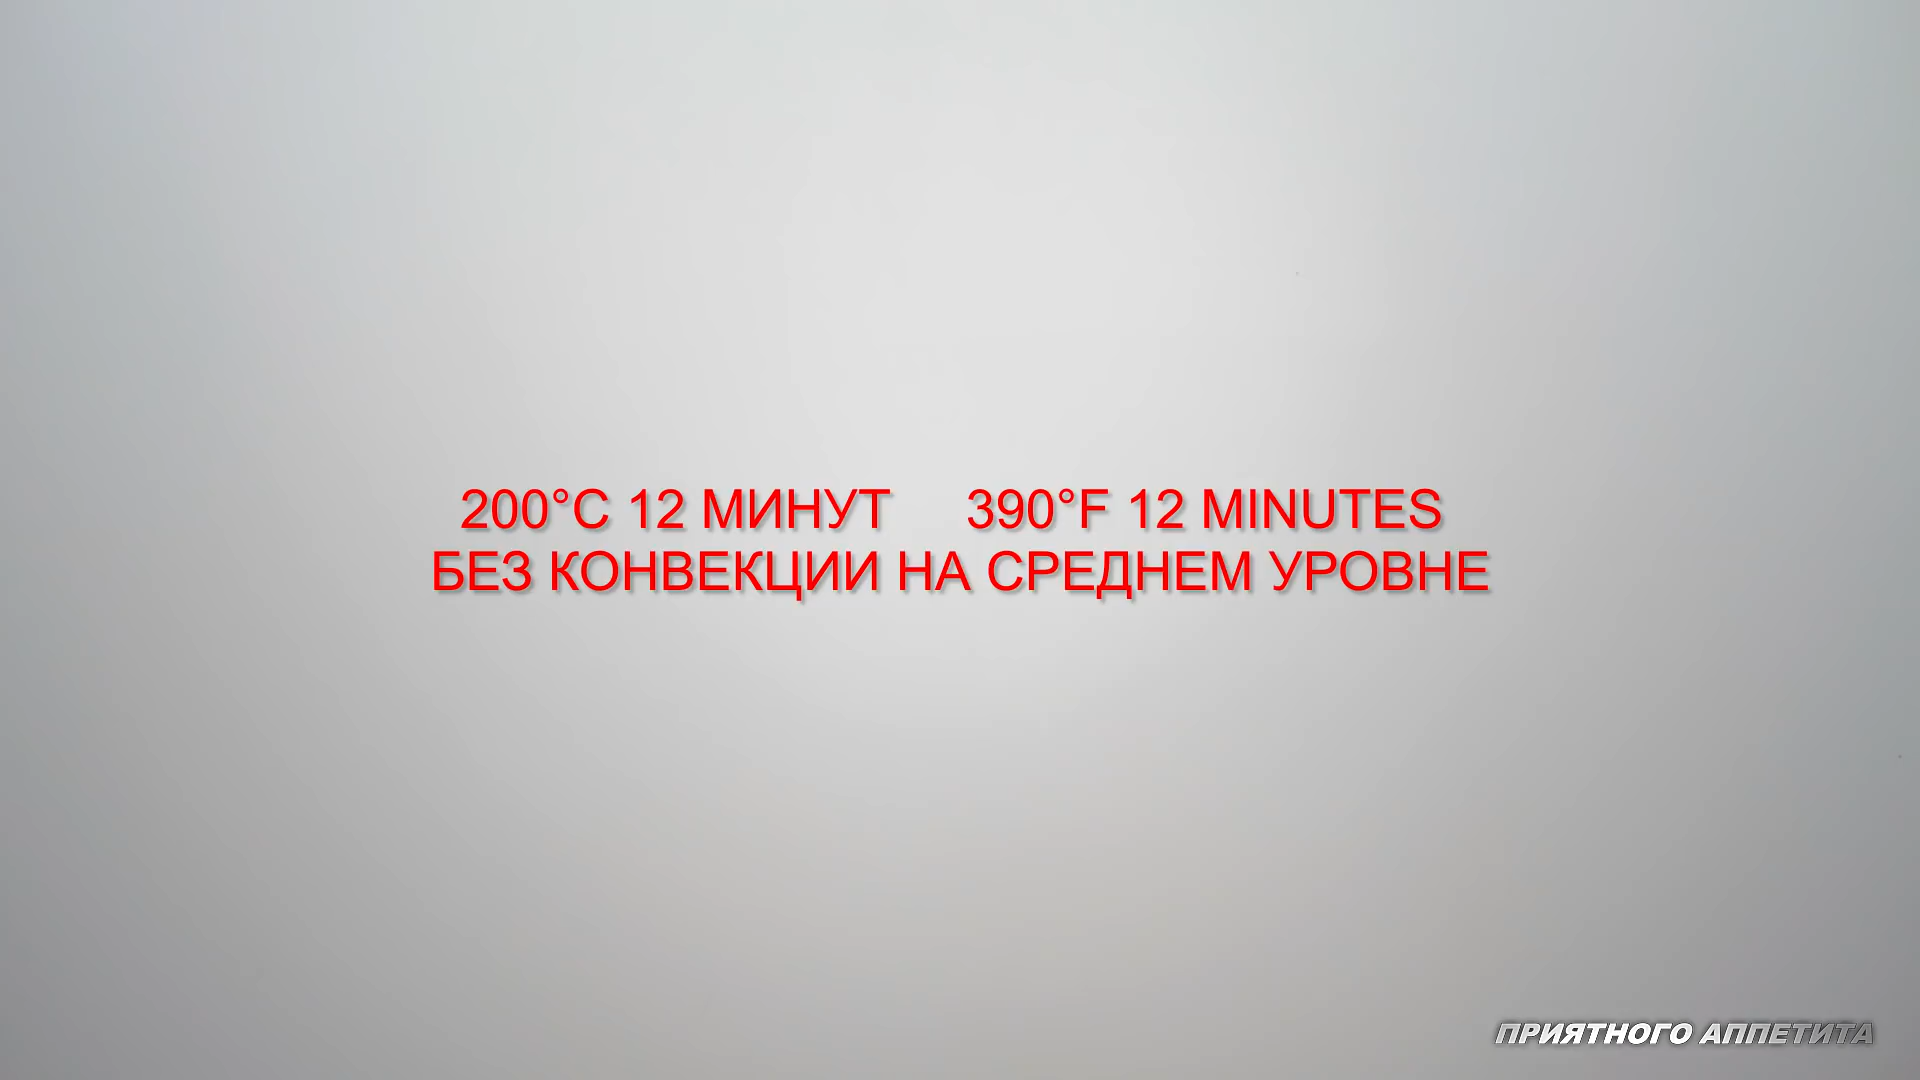 200°C 12 МИНУТ 390°F 12 MINUTES
БЕЗ КОНВЕКЦИИ НА СРЕДНЕМ УРОВНЕ
ПРИЯТНОГО АППЕТИТА